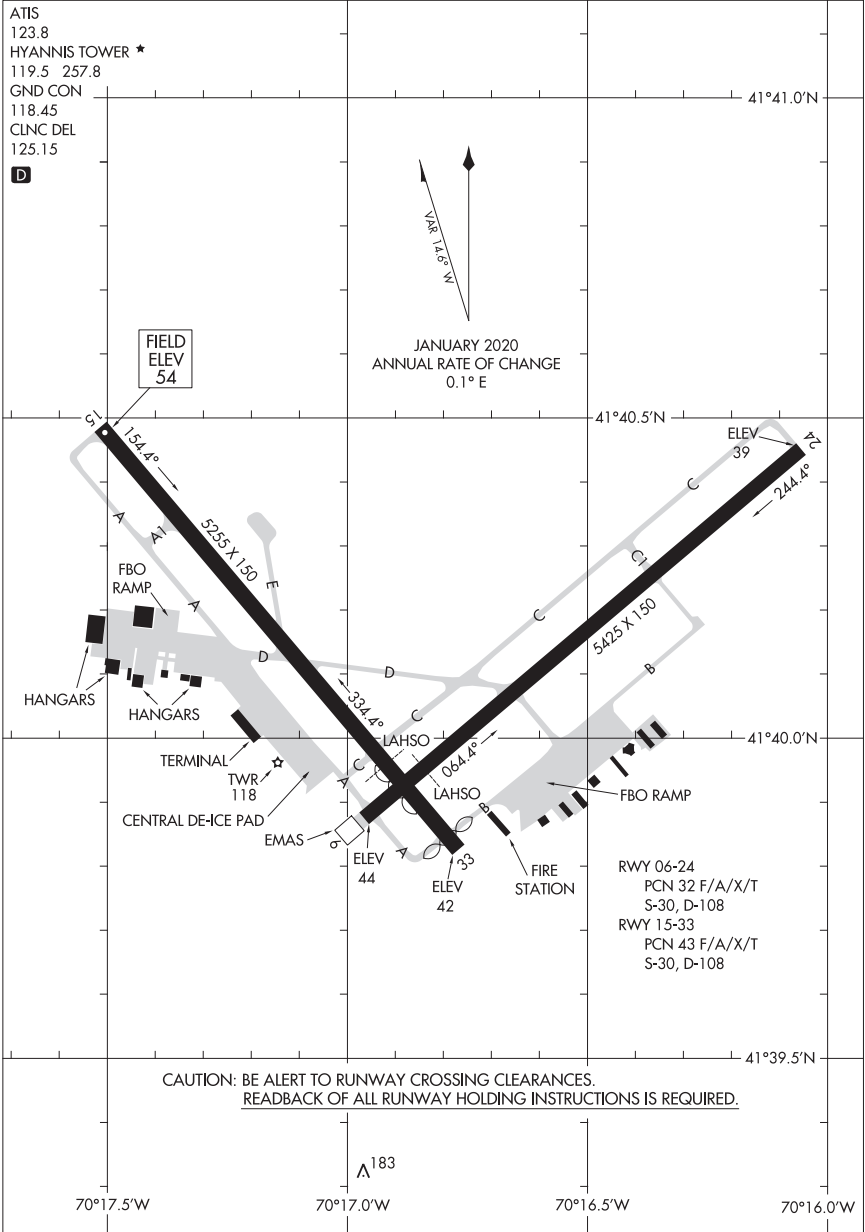 ATIS
123.8
HYANNIS TOWER
119.5 257.8
GND CON
118.45
CLNC DEL
125.15
D
41°41.0'N
VAR 14.6° W
JANUARY 2020
ANNUAL RATE OF CHANGE
0.1° E
FIELD
ELEV
54
41°40.5'N
15
154.4°
ELEV
39
24
244.4°
C
A
A1
5255 X 150
C1
FBO
RAMP
E
A
C
5425 X 150
D
D
B
HANGARS
HANGARS
334.4°
C
41°40.0'N
TERMINAL
LAHSO
064.4°
C
A
TWR
118
LAHSO
FBO RAMP
CENTRAL DE-ICE PAD
B
EMAS
6
ELEV
44
A
33
ELEV
42
FIRE
STATION
RWY 06-24
PCN 32 F/A/X/T
S-30, D-108
RWY 15-33
PCN 43 F/A/X/T
S-30, D-108
41°39.5'N
CAUTION: BE ALERT TO RUNWAY CROSSING CLEARANCES.
READBACK OF ALL RUNWAY HOLDING INSTRUCTIONS IS REQUIRED.
183
70°17.5'W
70°17.0'W
70°16.5'W
70°16.0'W